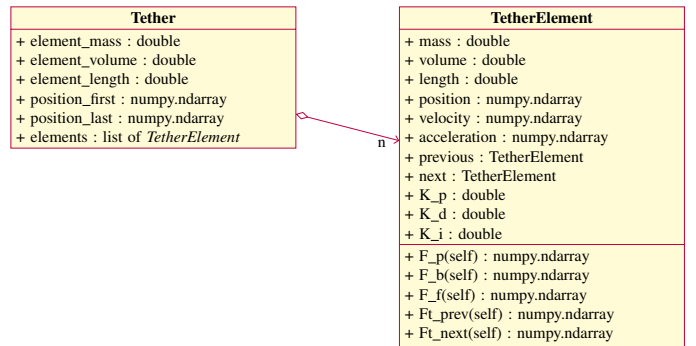 Tether
+ element_mass : double
+ element_volume : double
+ element_length : double
+ position_first : numpy.ndarray
+ position_last : numpy.ndarray
+ elements : list of TetherElement
n
TetherElement
+ mass : double
+ volume : double
+ length : double
+ position : numpy.ndarray
+ velocity : numpy.ndarray
+ acceleration : numpy.ndarray
+ previous : TetherElement
+ next : TetherElement
+ K_p : double
+ K_d : double
+ K_i : double
+ F_p(self) : numpy.ndarray
+ F_b(self) : numpy.ndarray
+ F_f(self) : numpy.ndarray
+ Ft_prev(self) : numpy.ndarray
+ Ft_next(self) : numpy.ndarray